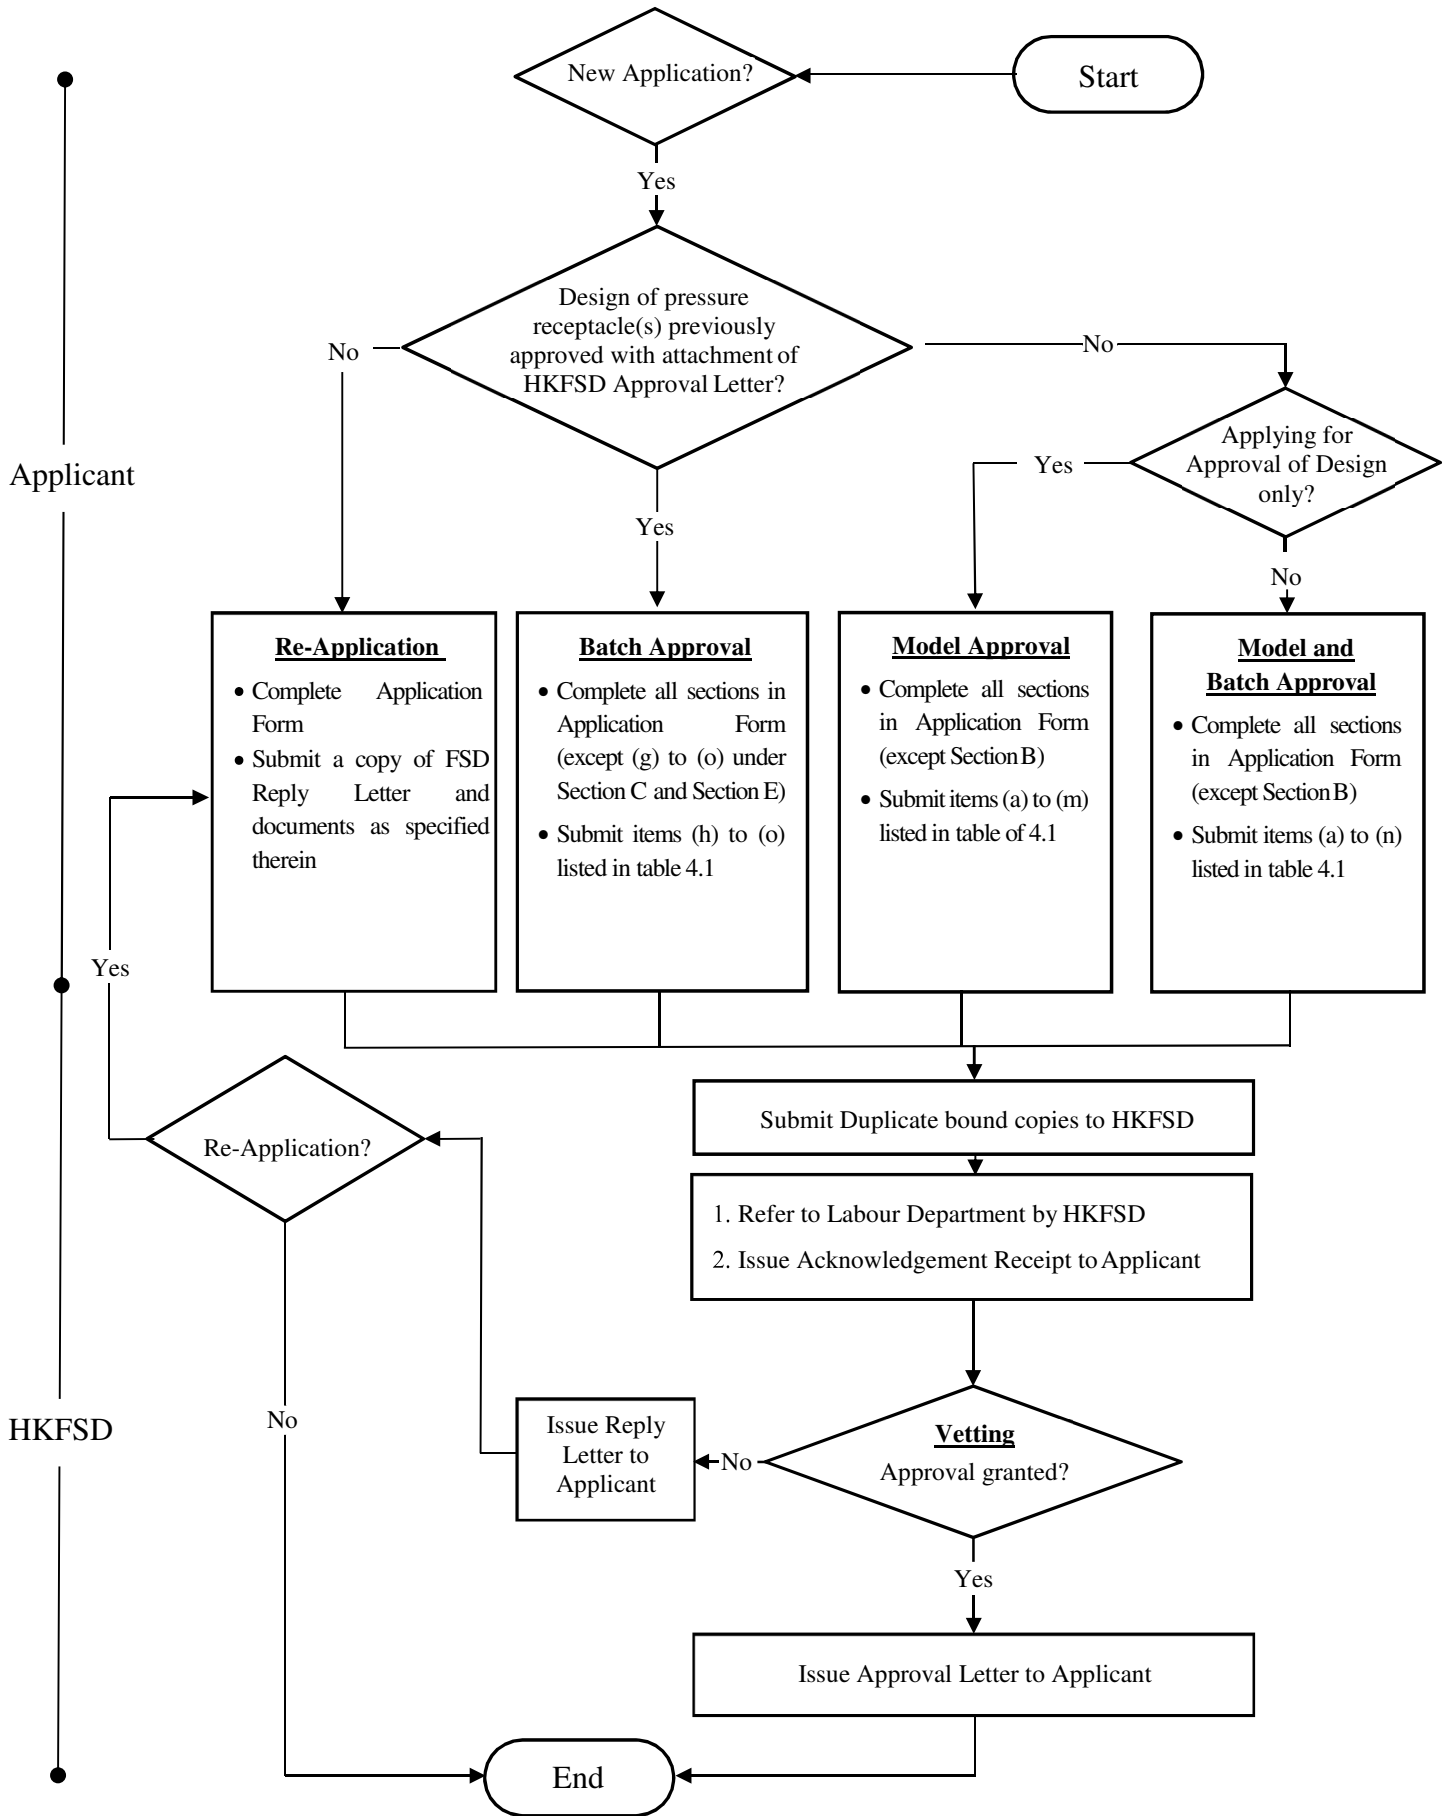 New Application?
Start
Yes
Design of pressure
receptacle(s) previously
approved with attachment of
HKFSD Approval Letter?
No
No
Applying for
Approval of Design
only?
Yes
Applicant
Yes
No
Re-Application
• Complete Application
Form
• Submit a copy of FSD
Reply Letter and
documents as specified
therein
Batch Approval
• Complete all sections in
Application Form
(except (g) to (o) under
Section C and Section E)
• Submit items (h) to (o)
listed in table 4.1
Model Approval
• Complete all sections
in Application Form
(except Section B)
• Submit items (a) to (m)
listed in table of 4.1
Model and
Batch Approval
• Complete all sections
in Application Form
(except Section B)
• Submit items (a) to (n)
listed in table 4.1
Yes
Re-Application?
Submit Duplicate bound copies to HKFSD
1. Refer to Labour Department by HKFSD
2. Issue Acknowledgement Receipt to Applicant
HKFSD
No
Issue Reply
Letter to
Applicant
No
Vetting
Approval granted?
Yes
Issue Approval Letter to Applicant
End